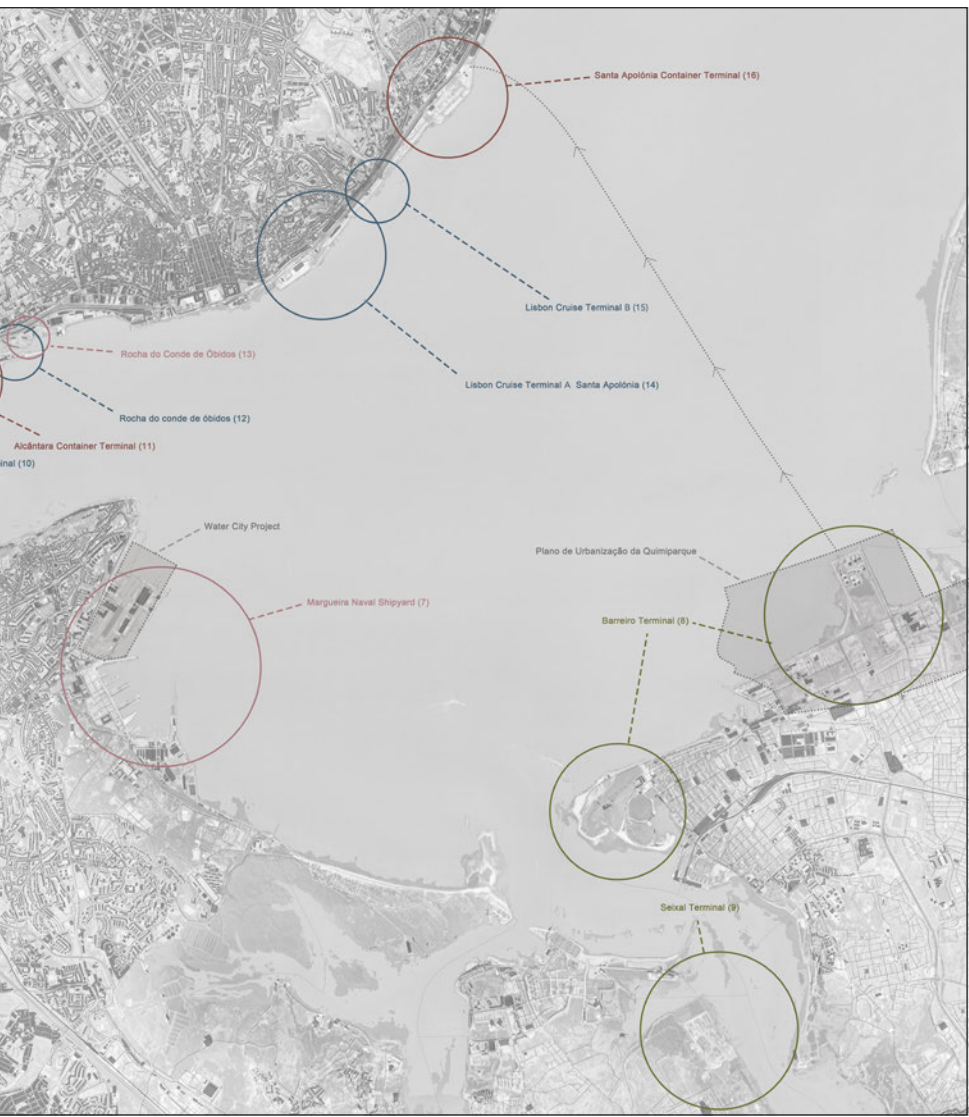 Santa Apolónia Container Terminal (16)
Lisbon Cruise Terminal B (15)
Rocha do Conde de Óbidos (13)
Lisbon Cruise Terminal A Santa Apolónia (14)
Rocha do conde de óbidos (12)
Alcântara Container Terminal (11)
inal (10)
Water City Project
Plano de Urbanização da Quimiparque
Margueira Naval Shipyard (7)
Barreiro Terminal (8)
Seixal Terminal (9)